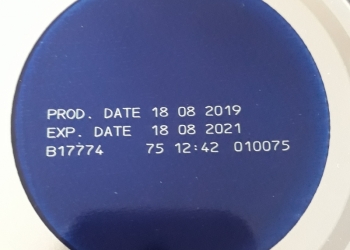 PROD. DATE 18 08 2019
EXP. DATE 18 08 2021
B17774 75 12:42 010075